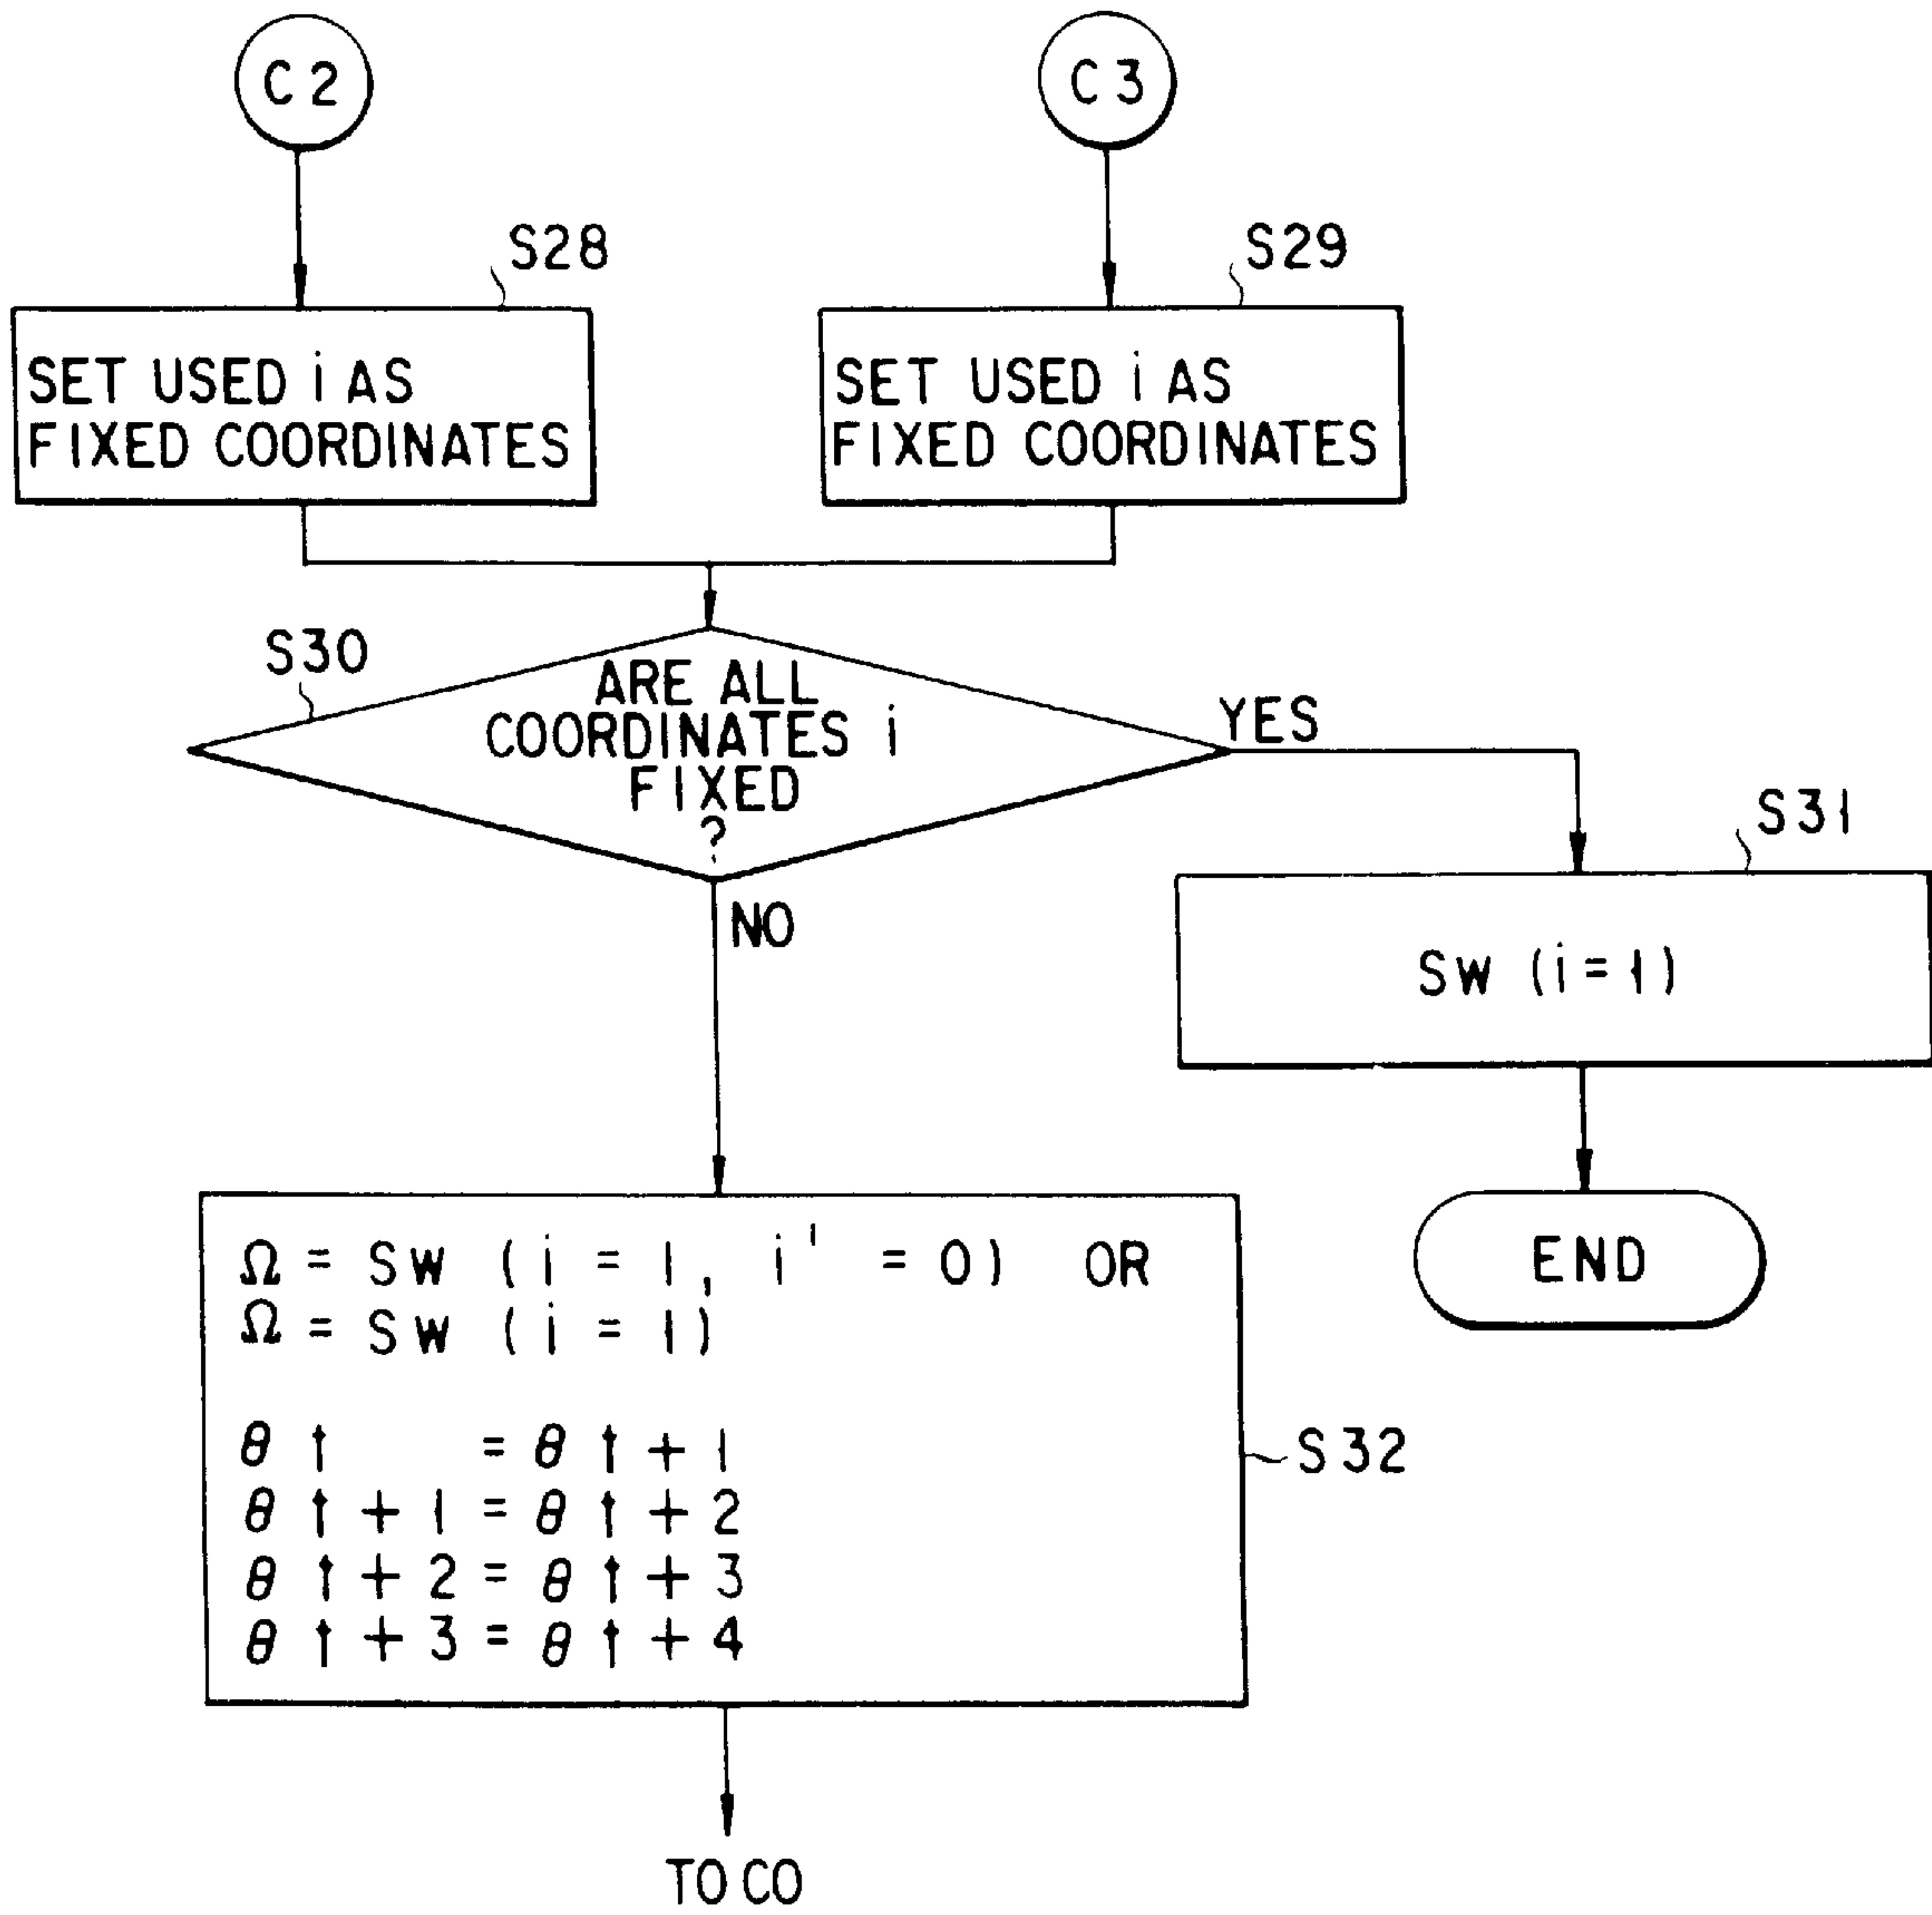 C2
C3
S28
S29
SET USED i AS
FIXED COORDINATES
SET USED i AS
FIXED COORDINATES
S30
ARE ALL
COORDINATES i
FIXED
?
YES
NO
S31
SW (i=1)
END
Ω = SW (i = 1, i' = 0) OR
Ω = SW (i = 1)
θ t = θ t + 1
θ t + 1 = θ t + 2
θ t + 2 = θ t + 3
θ t + 3 = θ t + 4
S32
TO CO